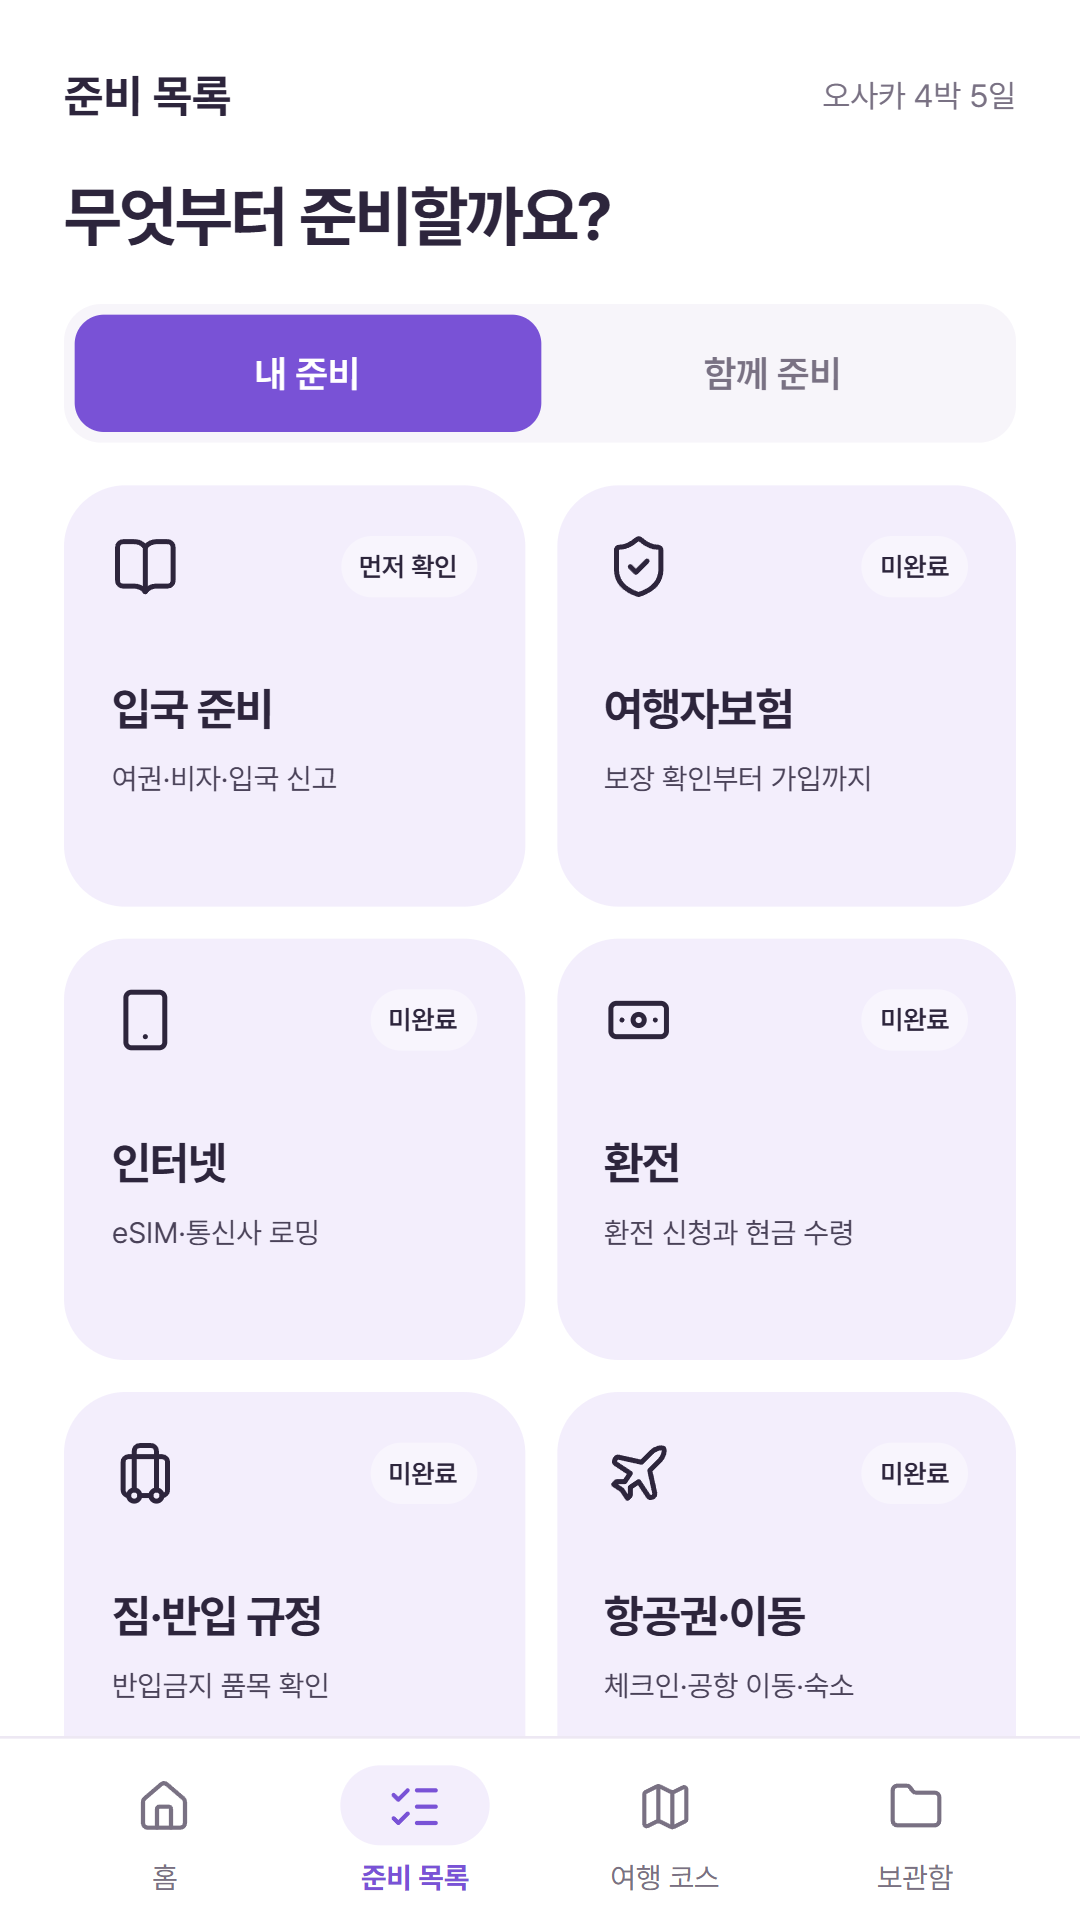 준비 목록
오사카 4박 5일
무엇부터 준비할까요?
내 준비
함께 준비
먼저 확인
입국 준비
여권·비자·입국 신고
미완료
여행자보험
보장 확인부터 가입까지
미완료
인터넷
eSIM·통신사 로밍
미완료
환전
환전 신청과 현금 수령
미완료
짐·반입 규정
반입금지 품목 확인
미완료
항공권·이동
체크인·공항 이동·숙소
홈
준비 목록
여행 코스
보관함